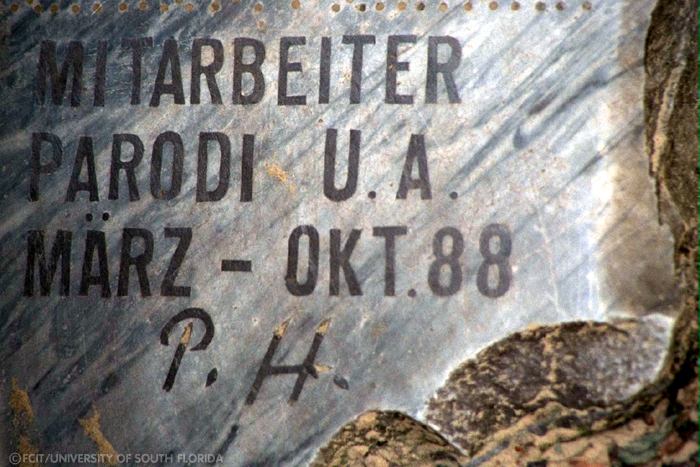 MITARBEITER
PARODI U. A.
MÄRZ - OKT. 88
P. H.
©FCIT/UNIVERSITY OF SOUTH FLORIDA